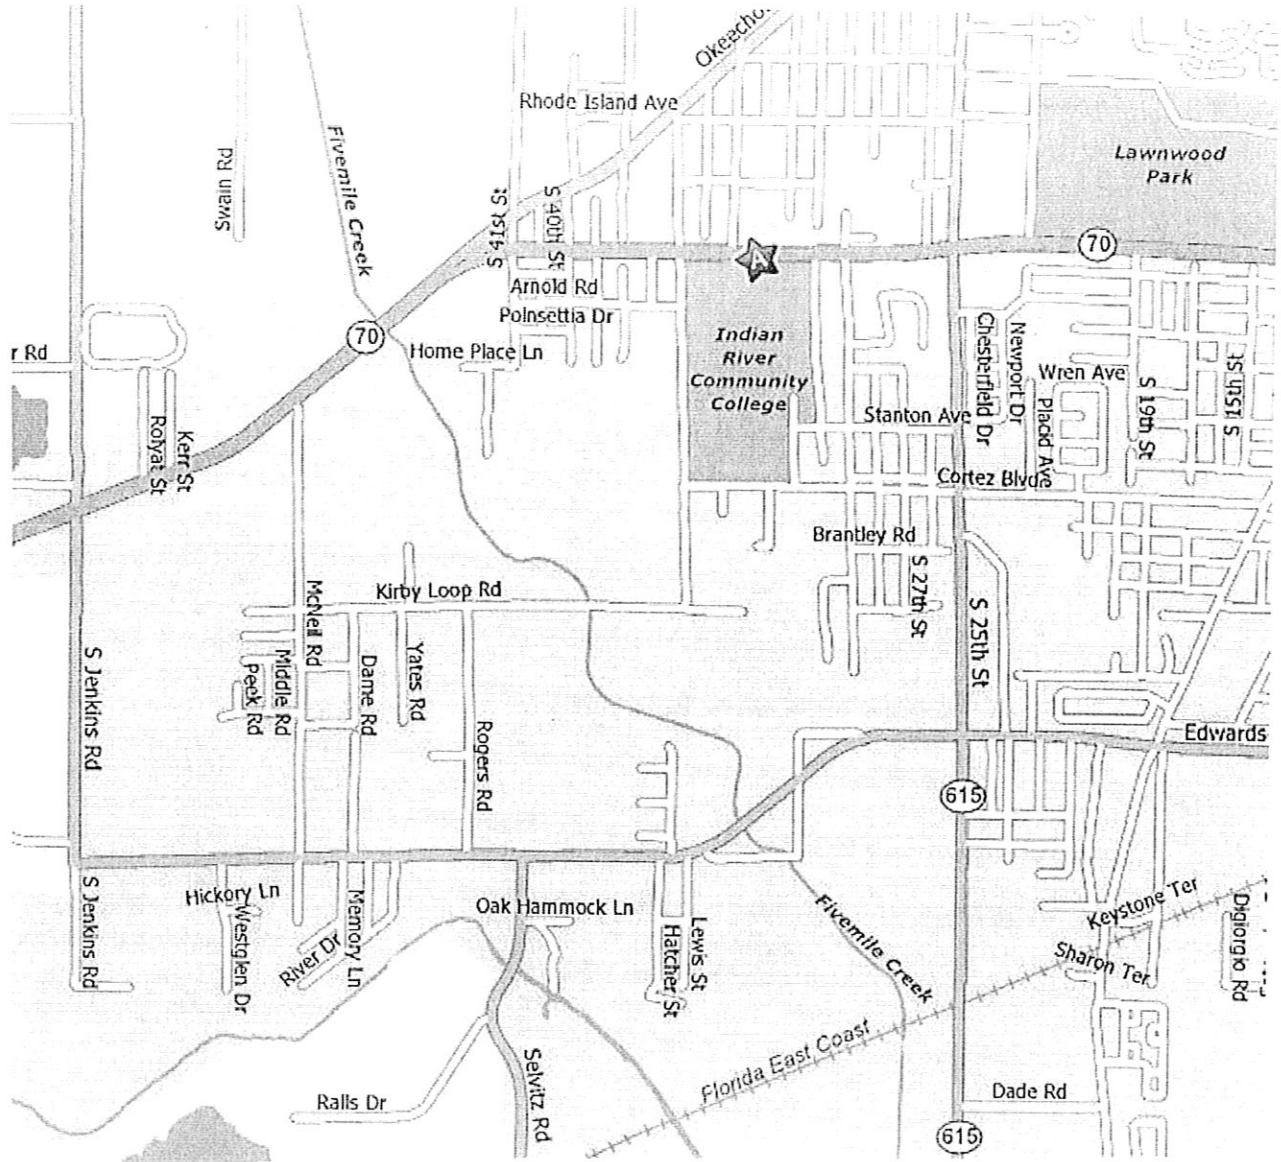 Okeecho
Rhode Island Ave
Lawnwood
Park
Swain Rd
Fivemile Creek
S 41st St
S 40th St
70
A
Arnold Rd
Poinsettia Dr
70
r Rd
Home Place Ln
Indian
River
Community
College
Chesterfield Dr
Newport Dr
Wren Ave
S 19th St
S 15th St
Stanton Ave
Placid Ave
Rolyat St
Kerr St
Cortez Blvd
Brantley Rd
S 27th St
Kirby Loop Rd
McNeil Rd
S 25th St
S Jenkins Rd
Middle Rd
Peek Rd
Dame Rd
Yates Rd
Rogers Rd
Edwards
615
S Jenkins Rd
Hickory Ln
Westglen Dr
River Dr
Memory Ln
Oak Hammock Ln
Hatcher St
Lewis St
Fivemile Creek
Keystone Ter
Sharon Ter
Digiorgio Rd
Florida East Coast
Selvitz Rd
Ralls Dr
Dade Rd
615